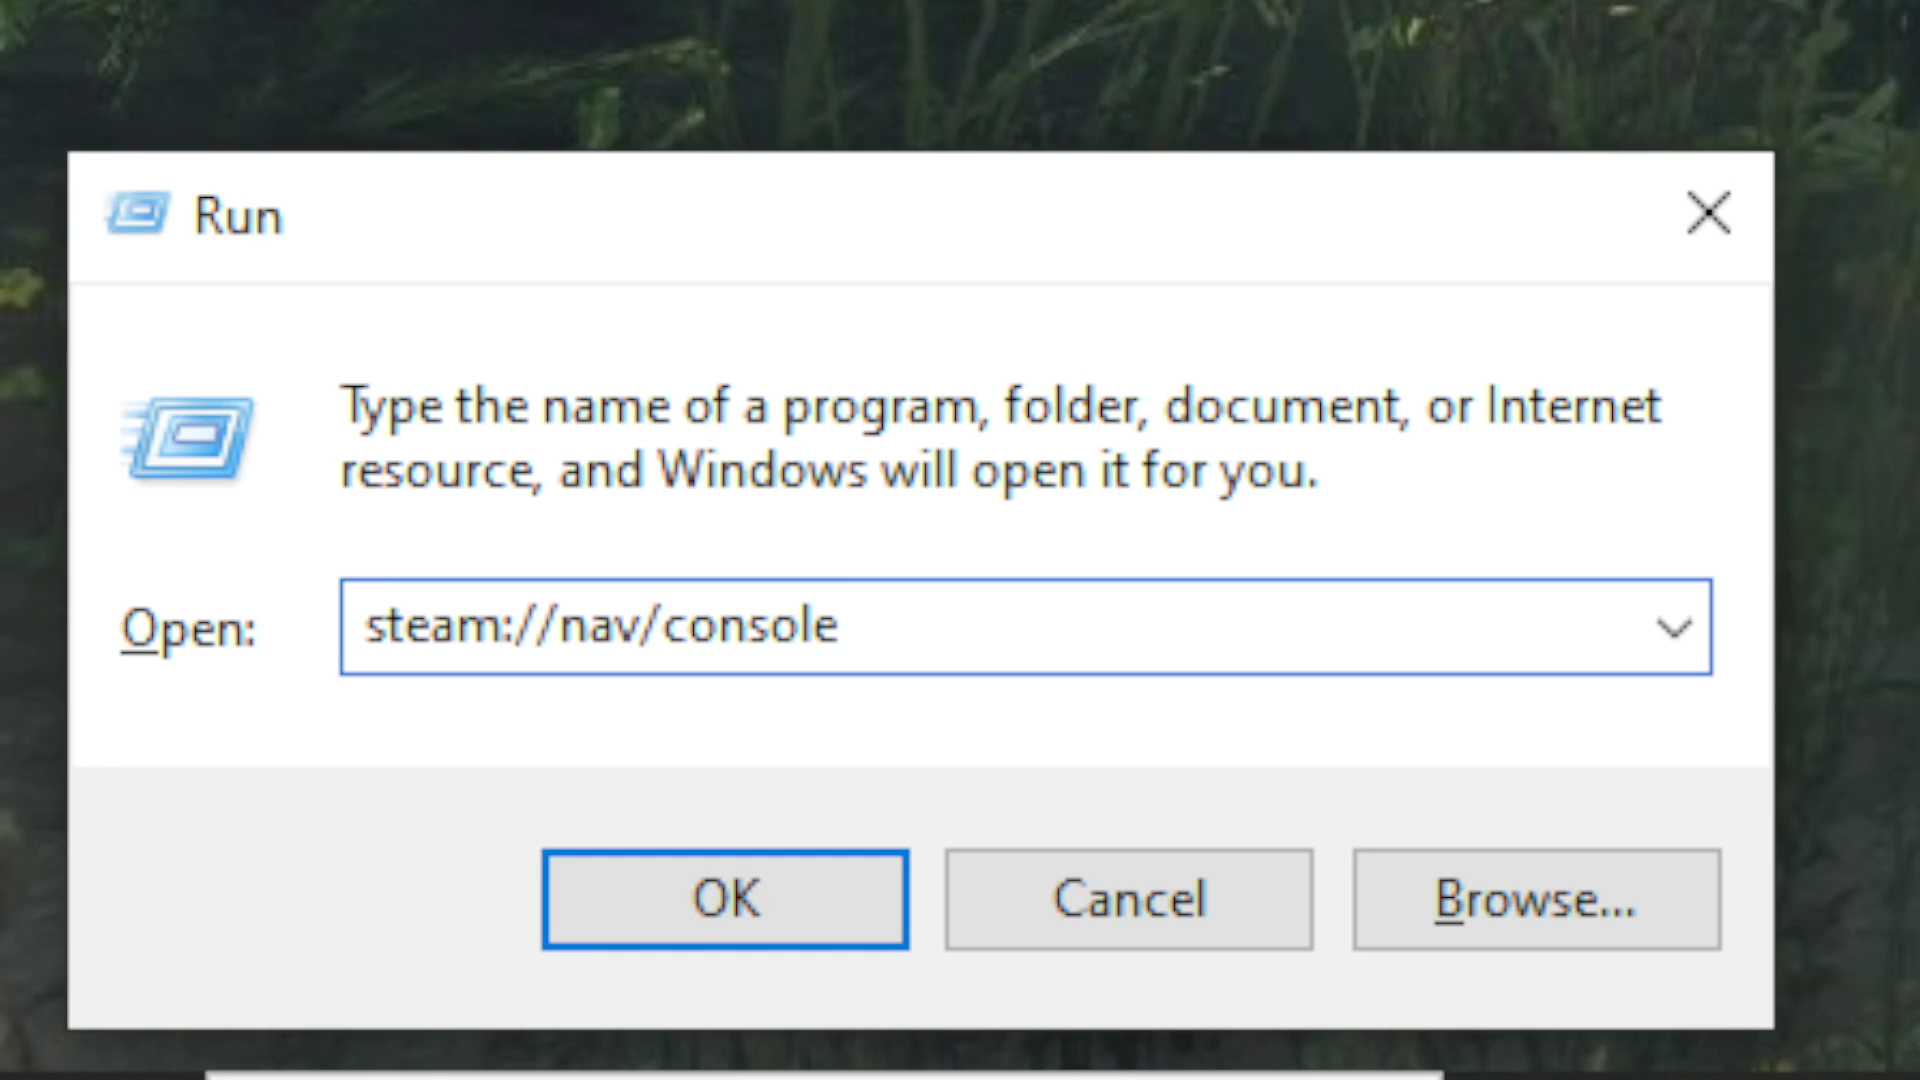 Run
Type the name of a program, folder, document, or Internet
resource, and Windows will open it for you.
Open:
steam://nav/console
OK
Cancel
Browse...